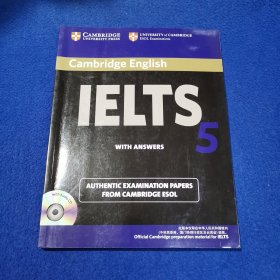 CAMBRIDGE
UNIVERSITY PRESS
UNIVERSITY of CAMBRIDGE
ESOL Examinations
Cambridge English
IELTS 5
WITH ANSWERS
AUTHENTIC EXAMINATION PAPERS
FROM CAMBRIDGE ESOL
Official Cambridge preparation material for IELTS